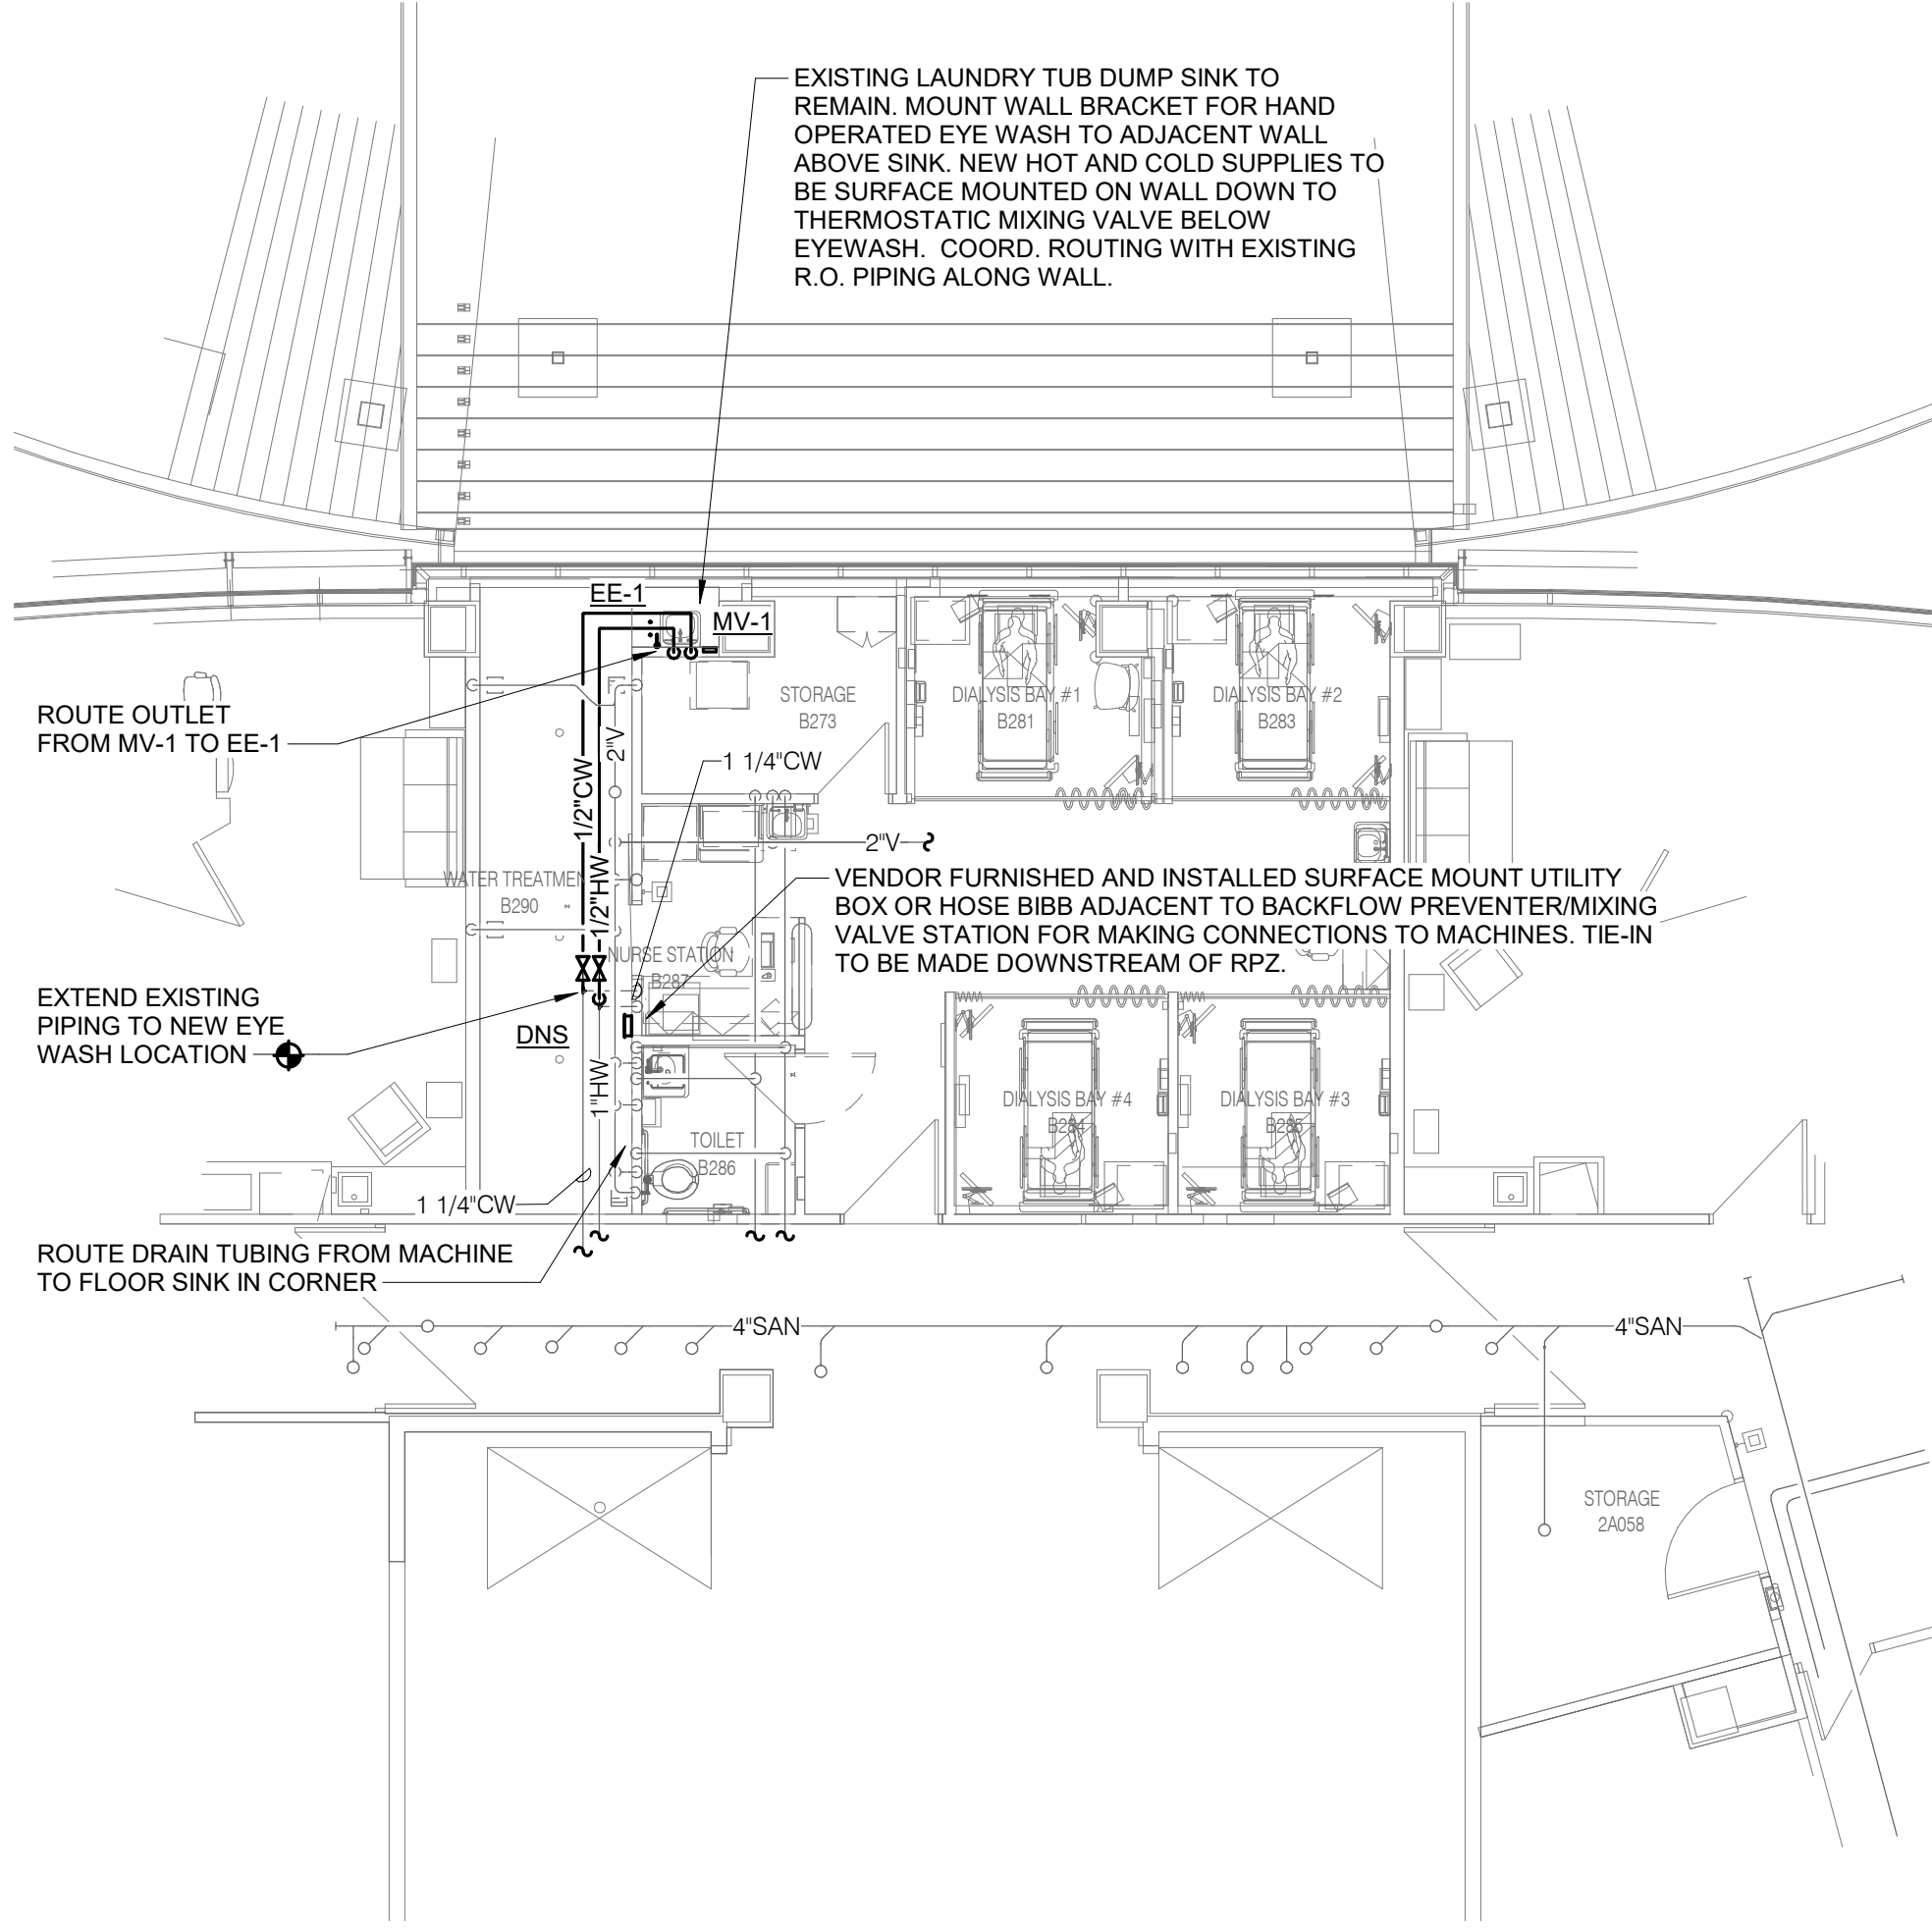 EXISTING LAUNDRY TUB DUMP SINK TO
REMAIN. MOUNT WALL BRACKET FOR HAND
OPERATED EYE WASH TO ADJACENT WALL
ABOVE SINK. NEW HOT AND COLD SUPPLIES TO
BE SURFACE MOUNTED ON WALL DOWN TO
THERMOSTATIC MIXING VALVE BELOW
EYEWASH. COORD. ROUTING WITH EXISTING
R.O. PIPING ALONG WALL.
EE-1
MV-1
STORAGE
B273
DIALYSIS BAY #1
B281
DIALYSIS BAY #2
B283
ROUTE OUTLET
FROM MV-1 TO EE-1
1/2"CW
2"V
1 1/4"CW
1/2"HW
2"V
WATER TREATMEN
B290
VENDOR FURNISHED AND INSTALLED SURFACE MOUNT UTILITY
BOX OR HOSE BIBB ADJACENT TO BACKFLOW PREVENTER/MIXING
VALVE STATION FOR MAKING CONNECTIONS TO MACHINES. TIE-IN
TO BE MADE DOWNSTREAM OF RPZ.
NURSE STATION
B287
EXTEND EXISTING
PIPING TO NEW EYE
WASH LOCATION
DNS
1"HW
DIALYSIS BAY #4
B284
DIALYSIS BAY #3
B285
TOILET
B286
1 1/4"CW
ROUTE DRAIN TUBING FROM MACHINE
TO FLOOR SINK IN CORNER
4"SAN
4"SAN
STORAGE
2A058